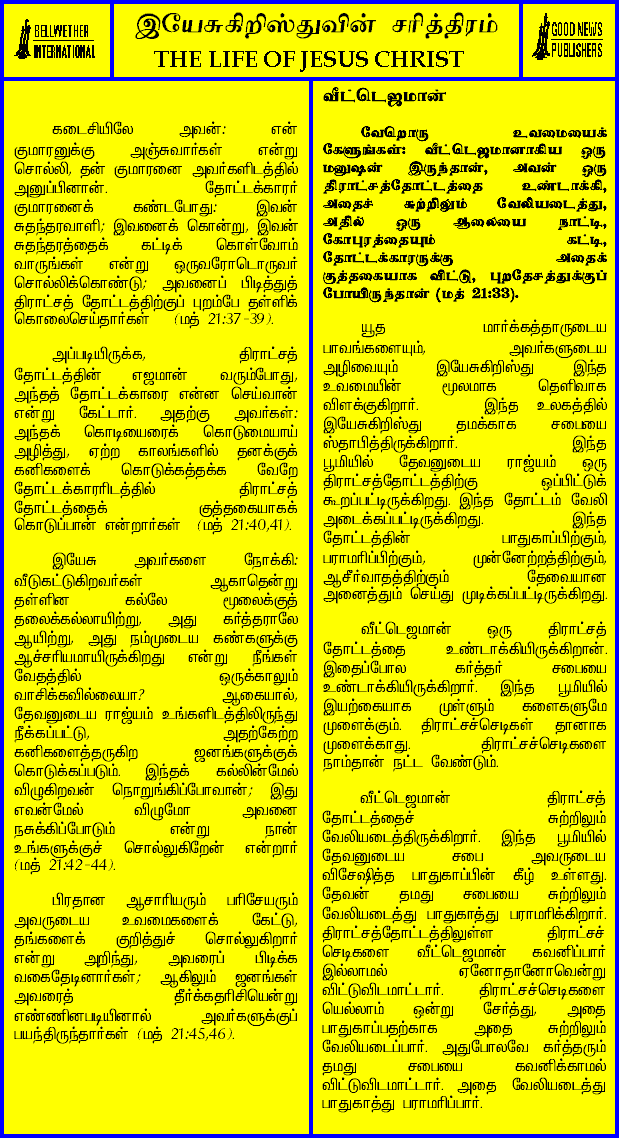 BELLWETHER
INTERNATIONAL
இயேசுகிறிஸ்துவின் சரித்திரம்
THE LIFE OF JESUS CHRIST
GOOD NEWS
PUBLISHERS
கடைசியிலே அவன்: என்
குமாரனுக்கு அஞ்சுவார்கள் என்று
சொல்லி, தன் குமாரனை அவர்களிடத்தில்
அனுப்பினான். தோட்டக்காரர்
குமாரனைக் கண்டபோது: இவன்
சுதந்தரவாளி; இவனைக் கொன்று, இவன்
சுதந்தரத்தைக் கட்டிக் கொள்வோம்
வாருங்கள் என்று ஒருவரோடொருவர்
சொல்லிக்கொண்டு; அவனைப் பிடித்துத்
திராட்சத் தோட்டத்திற்குப் புறம்பே தள்ளிக்
கொலைசெய்தார்கள் (மத் 21:37-39).
அப்படியிருக்க, திராட்சத்
தோட்டத்தின் எஜமான் வரும்போது,
அந்தத் தோட்டக்காரரை என்ன செய்வான்
என்று கேட்டார். அதற்கு அவர்கள்:
அந்தக் கொடியைரைக் கொடுமையாய்
அழித்து, ஏற்ற காலங்களில் தனக்குக்
கனிகளைக் கொடுக்கத்தக்க வேறே
தோட்டக்காரரிடத்தில் திராட்சத்
தோட்டத்தைக் குத்தகையாகக்
கொடுப்பான் என்றார்கள் (மத் 21:40,41).
இயேசு அவர்களை நோக்கி:
வீடுகட்டுகிறவர்கள் ஆகாதென்று
தள்ளின கல்லே மூலைக்குத்
தலைக்கல்லாயிற்று, அது கர்த்தராலே
ஆயிற்று, அது நம்முடைய கண்களுக்கு
ஆச்சரியமாயிருக்கிறது என்று நீங்கள்
வேதத்தில் ஒருக்காலும்
வாசிக்கவில்லையா? ஆகையால்,
தேவனுடைய ராஜ்யம் உங்களிடத்திலிருந்து
நீக்கப்பட்டு, அதற்கேற்ற
கனிகளைத்தருகிற ஜனங்களுக்குக்
கொடுக்கப்படும். இந்தக் கல்லின்மேல்
விழுகிறவன் நொறுங்கிப்போவான்; இது
எவன்மேல் விழுமோ அவனை
நசுக்கிப்போடும் என்று நான்
உங்களுக்குச் சொல்லுகிறேன் என்றார்
(மத் 21:42-44).
பிரதான ஆசாரியரும் பரிசேயரும்
அவருடைய உவமைகளைக் கேட்டு,
தங்களைக் குறித்துச் சொல்லுகிறார்
என்று அறிந்து, அவரைப் பிடிக்க
வகைதேடினார்கள்; ஆகிலும் ஜனங்கள்
அவரைத் தீர்க்கதரிசியென்று
எண்ணினபடியினால் அவர்களுக்குப்
பயந்திருந்தார்கள் (மத் 21:45,46).
வீட்டெஜமான்
வேறொரு உவமையைக்
கேளுங்கள்: வீட்டெஜமானாகிய ஒரு
மனுஷன் இருந்தான், அவன் ஒரு
திராட்சத்தோட்டத்தை உண்டாக்கி,
அதைச் சுற்றிலும் வேலியடைத்து,
அதில் ஒரு ஆலையை நாட்டி,
கோபுரத்தையும் கட்டி,
தோட்டக்காரருக்கு அதைக்
குத்தகையாக விட்டு, புறதேசத்துக்குப்
போயிருந்தான் (மத் 21:33).
யூத மார்க்கத்தாருடைய
பாவங்களையும், அவர்களுடைய
அழிவையும் இயேசுகிறிஸ்து இந்த
உவமையின் மூலமாக தெளிவாக
விளக்குகிறார். இந்த உலகத்தில்
இயேசுகிறிஸ்து தமக்காக சபையை
ஸ்தாபித்திருக்கிறார். இந்த
பூமியில் தேவனுடைய ராஜ்யம் ஒரு
திராட்சத்தோட்டத்திற்கு ஒப்பிட்டுக்
கூறப்பட்டிருக்கிறது. இந்த தோட்டம் வேலி
அடைக்கப்பட்டிருக்கிறது. இந்த
தோட்டத்தின் பாதுகாப்பிற்கும்,
பராமரிப்பிற்கும், முன்னேற்றத்திற்கும்,
ஆசீர்வாதத்திற்கும் தேவையான
அனைத்தும் செய்து முடிக்கப்பட்டிருக்கிறது.
வீட்டெஜமான் ஒரு திராட்சத்
தோட்டத்தை உண்டாக்கியிருக்கிறான்.
இதைப்போல கர்த்தர் சபையை
உண்டாக்கியிருக்கிறார். இந்த பூமியில்
இயற்கையாக முள்ளும் களைகளுமே
முளைக்கும். திராட்சச்செடிகள் தானாக
முளைக்காது. திராட்சச்செடிகளை
நாம்தான் நட்ட வேண்டும்.
வீட்டெஜமான் திராட்சத்
தோட்டத்தைச் சுற்றிலும்
வேலியடைத்திருக்கிறார். இந்த பூமியில்
தேவனுடைய சபை அவருடைய
விசேஷித்த பாதுகாப்பின் கீழ் உள்ளது.
தேவன் தமது சபையை சுற்றிலும்
வேலியடைத்து பாதுகாத்து பராமரிக்கிறார்.
திராட்சத்தோட்டத்திலுள்ள திராட்சச்
செடிகளை வீட்டெஜமான் கவனிப்பார்
இல்லாமல் ஏனோதானோவென்று
விட்டுவிடமாட்டார். திராட்சச்செடிகளை
யெல்லாம் ஒன்று சேர்த்து, அதை
பாதுகாப்பதற்காக அதை சுற்றிலும்
வேலியடைப்பார். அதுபோலவே கர்த்தரும்
தமது சபையை கவனிக்காமல்
விட்டுவிடமாட்டார். அதை வேலியடைத்து
பாதுகாத்து பராமரிப்பார்.